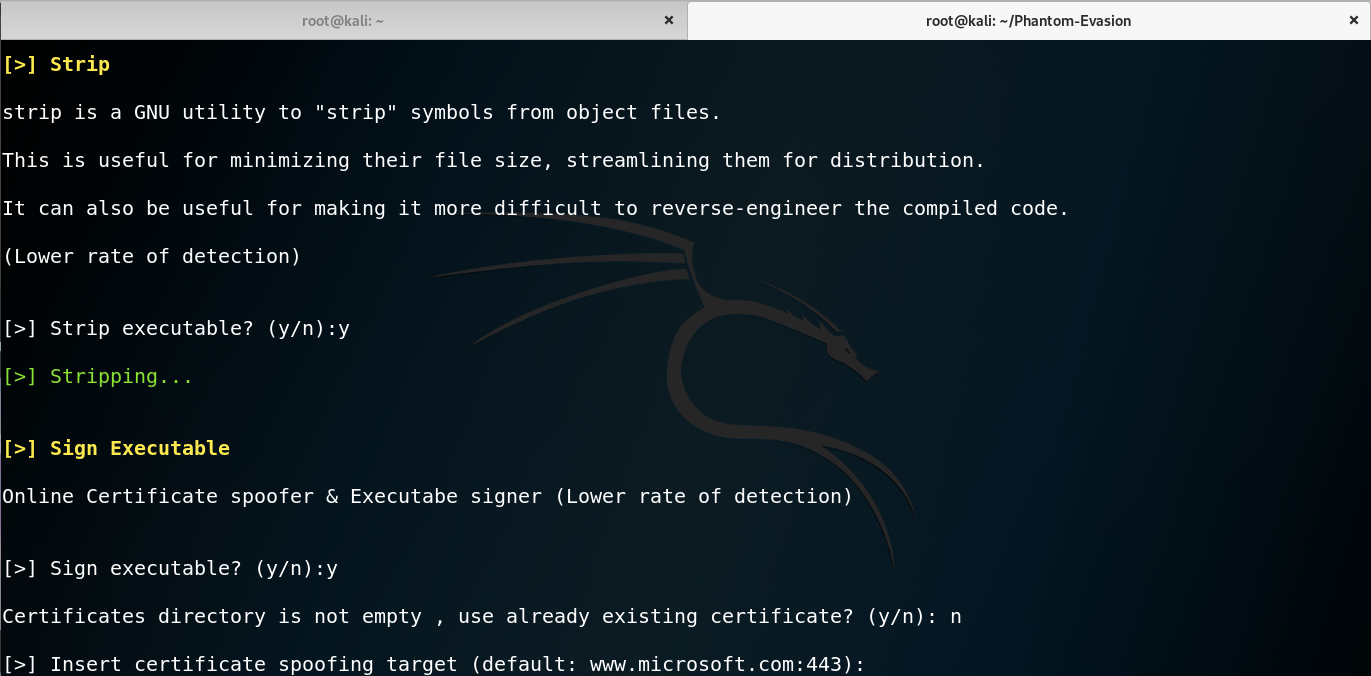 root@kali: ~ × root@kali: ~/Phantom-Evasion ×
[>] Strip
strip is a GNU utility to "strip" symbols from object files.
This is useful for minimizing their file size, streamlining them for distribution.
It can also be useful for making it more difficult to reverse-engineer the compiled code.
(Lower rate of detection)
[>] Strip executable? (y/n):y
[>] Stripping...
[>] Sign Executable
Online Certificate spoofer & Executabe signer (Lower rate of detection)
[>] Sign executable? (y/n):y
Certificates directory is not empty , use already existing certificate? (y/n): n
[>] Insert certificate spoofing target (default: www.microsoft.com:443):